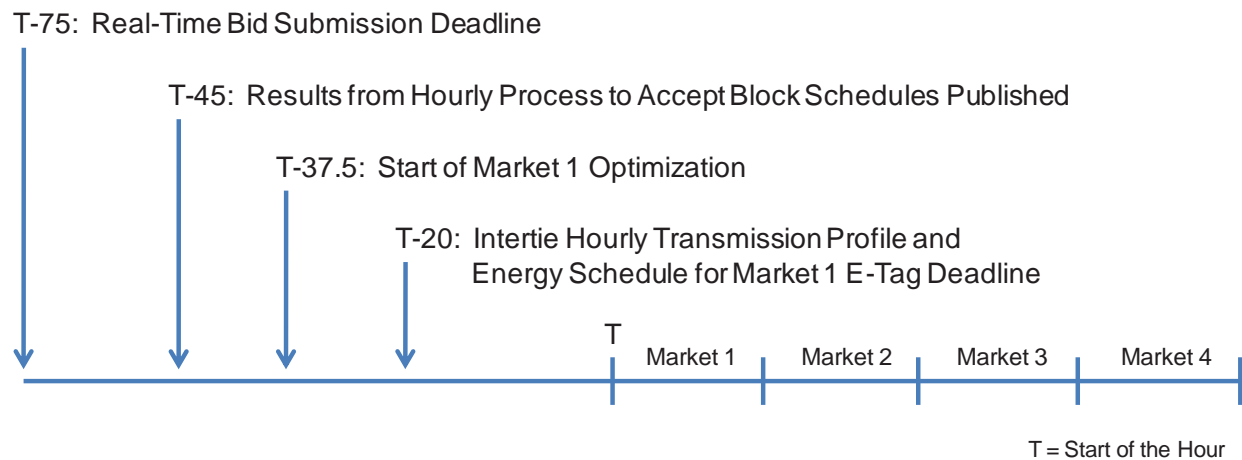 T-75: Real-Time Bid Submission Deadline
T-45: Results from Hourly Process to Accept Block Schedules Published
T-37.5: Start of Market 1 Optimization
T-20: Intertie Hourly Transmission Profile and
Energy Schedule for Market 1 E-Tag Deadline
T
Market 1 Market 2 Market 3 Market 4
T = Start of the Hour